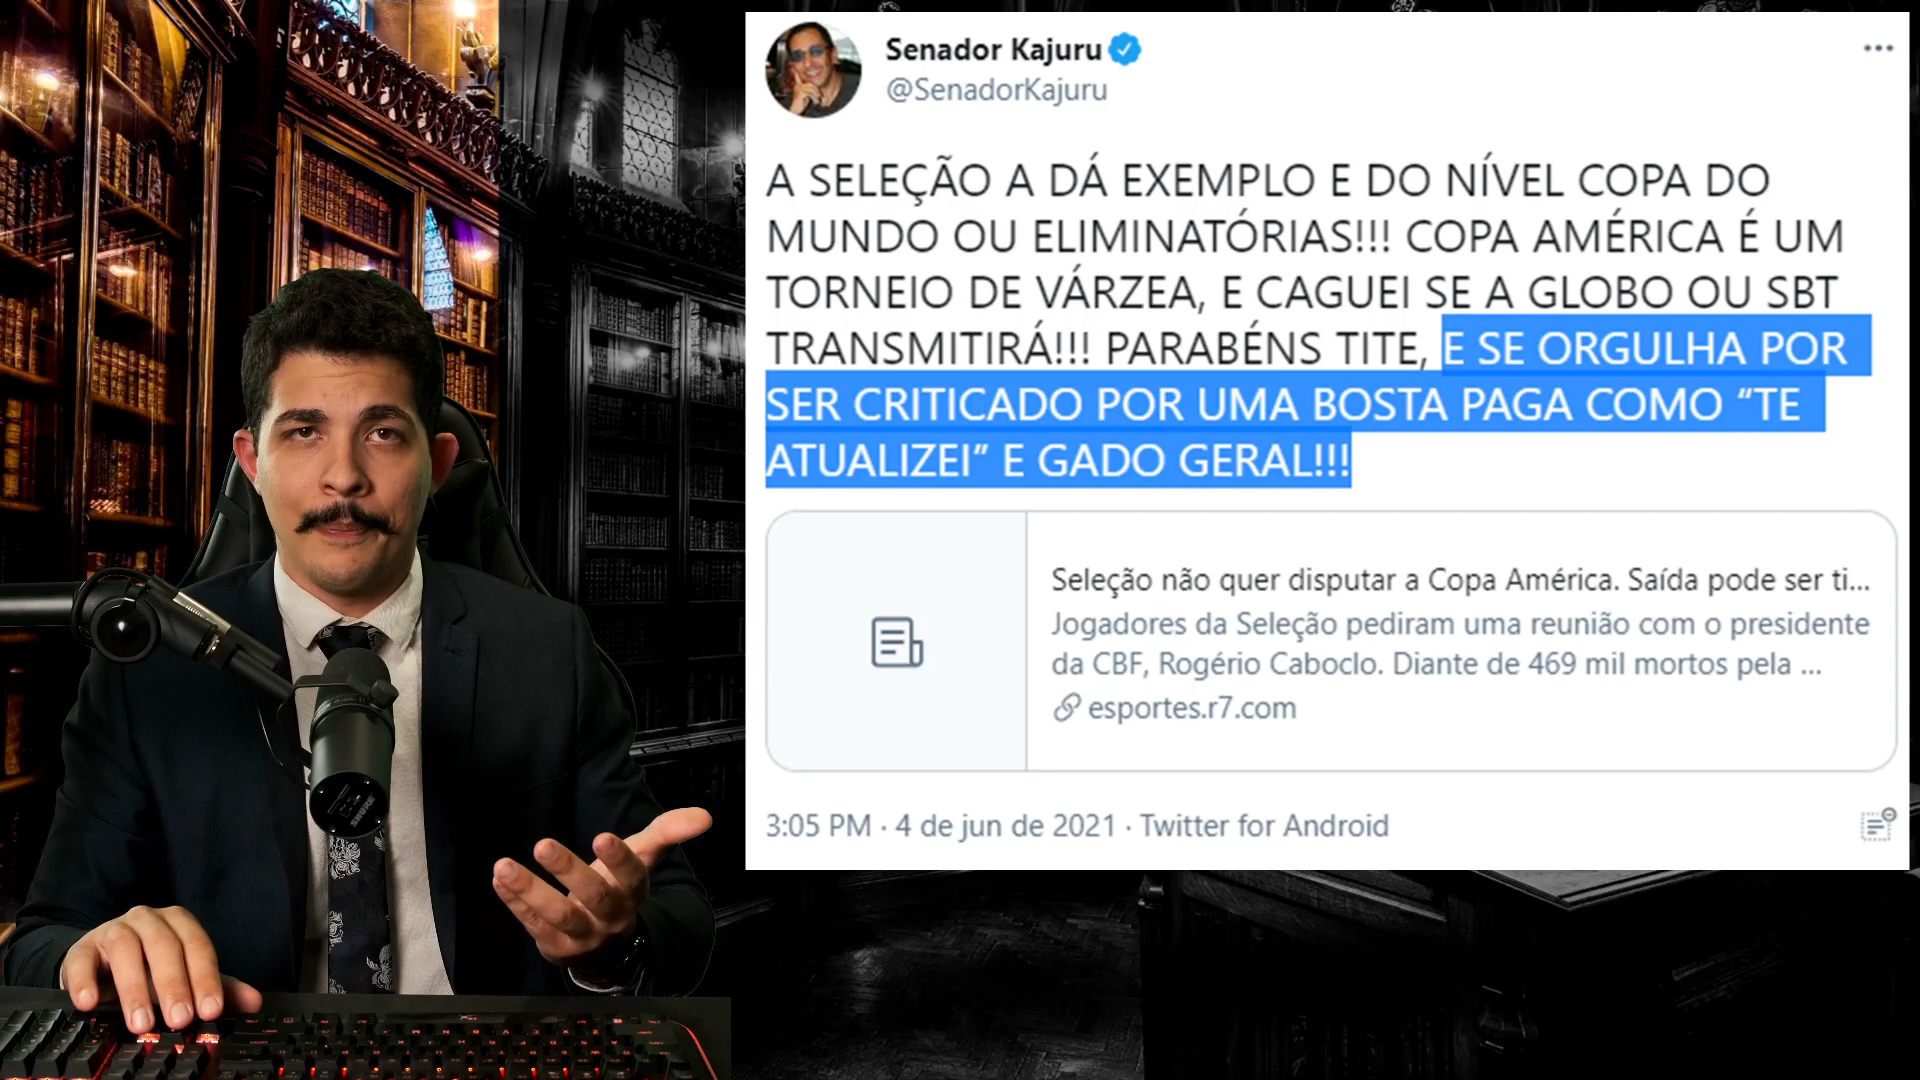 Senador Kajuru
@SenadorKajuru
A SELEÇÃO A DÁ EXEMPLO E DO NÍVEL COPA DO
MUNDO OU ELIMINATÓRIAS!!! COPA AMÉRICA É UM
TORNEIO DE VÁRZEA, E CAGUEI SE A GLOBO OU SBT
TRANSMITIRÁ!!! PARABÉNS TITE, E SE ORGULHA POR
SER CRITICADO POR UMA BOSTA PAGA COMO “TE
ATUALIZEI” E GADO GERAL!!!
Seleção não quer disputar a Copa América. Saída pode ser ti...
Jogadores da Seleção pediram uma reunião com o presidente
da CBF, Rogério Caboclo. Diante de 469 mil mortos pela ...
esportes.r7.com
3:05 PM · 4 de jun de 2021 · Twitter for Android
SHURE